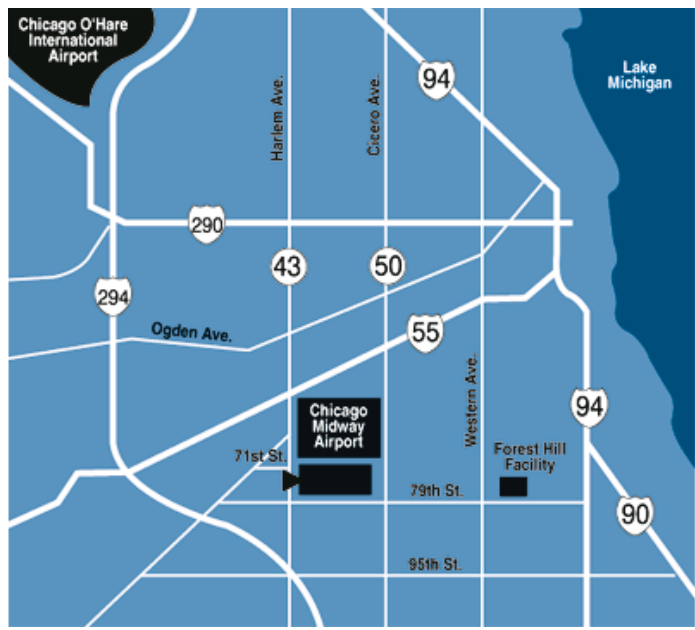 Chicago O'Hare
International
Airport
Lake
Michigan
94
Harlem Ave.
Cicero Ave.
290
43
50
294
Ogden Ave.
55
Western Ave.
Chicago
Midway
Airport
94
71st St.
Forest Hill
Facility
79th St.
90
95th St.